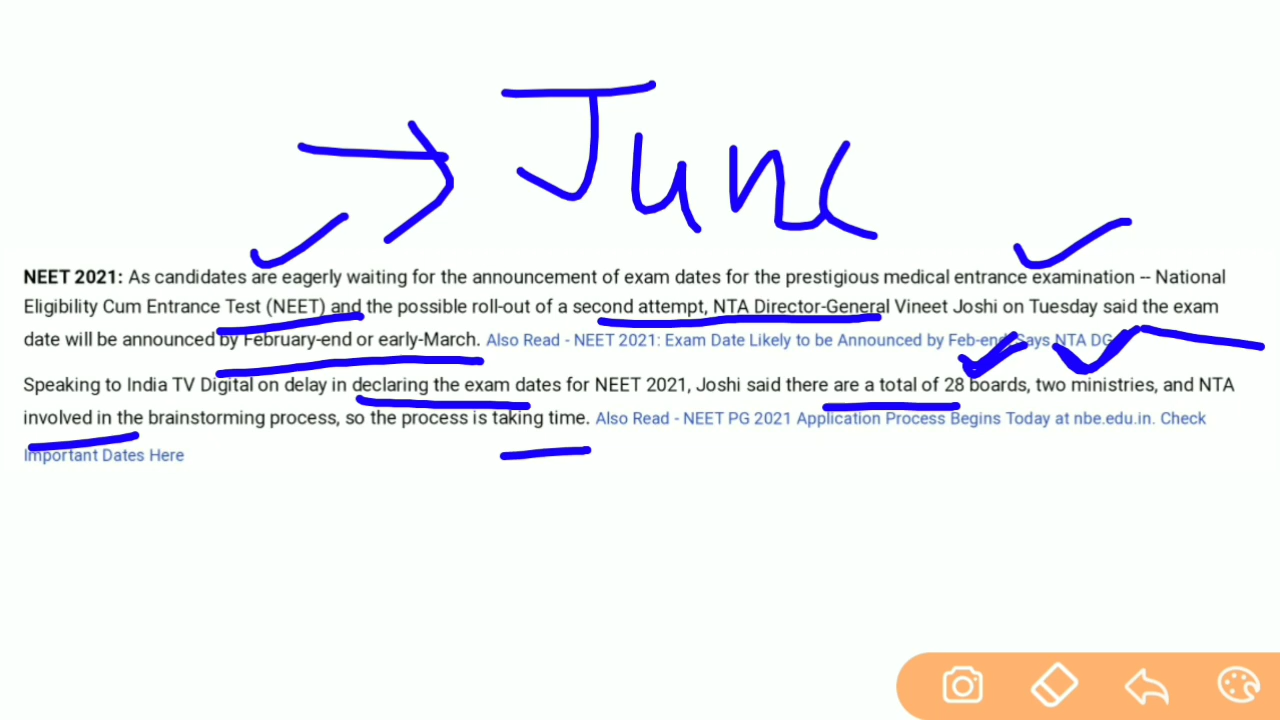 June
NEET 2021: As candidates are eagerly waiting for the announcement of exam dates for the prestigious medical entrance examination -- National
Eligibility Cum Entrance Test (NEET) and the possible roll-out of a second attempt, NTA Director-General Vineet Joshi on Tuesday said the exam
date will be announced by February-end or early-March. Also Read - NEET 2021: Exam Date Likely to be Announced by Feb-end, Says NTA DG
Speaking to India TV Digital on delay in declaring the exam dates for NEET 2021, Joshi said there are a total of 28 boards, two ministries, and NTA
involved in the brainstorming process, so the process is taking time. Also Read - NEET PG 2021 Application Process Begins Today at nbe.edu.in. Check
Important Dates Here